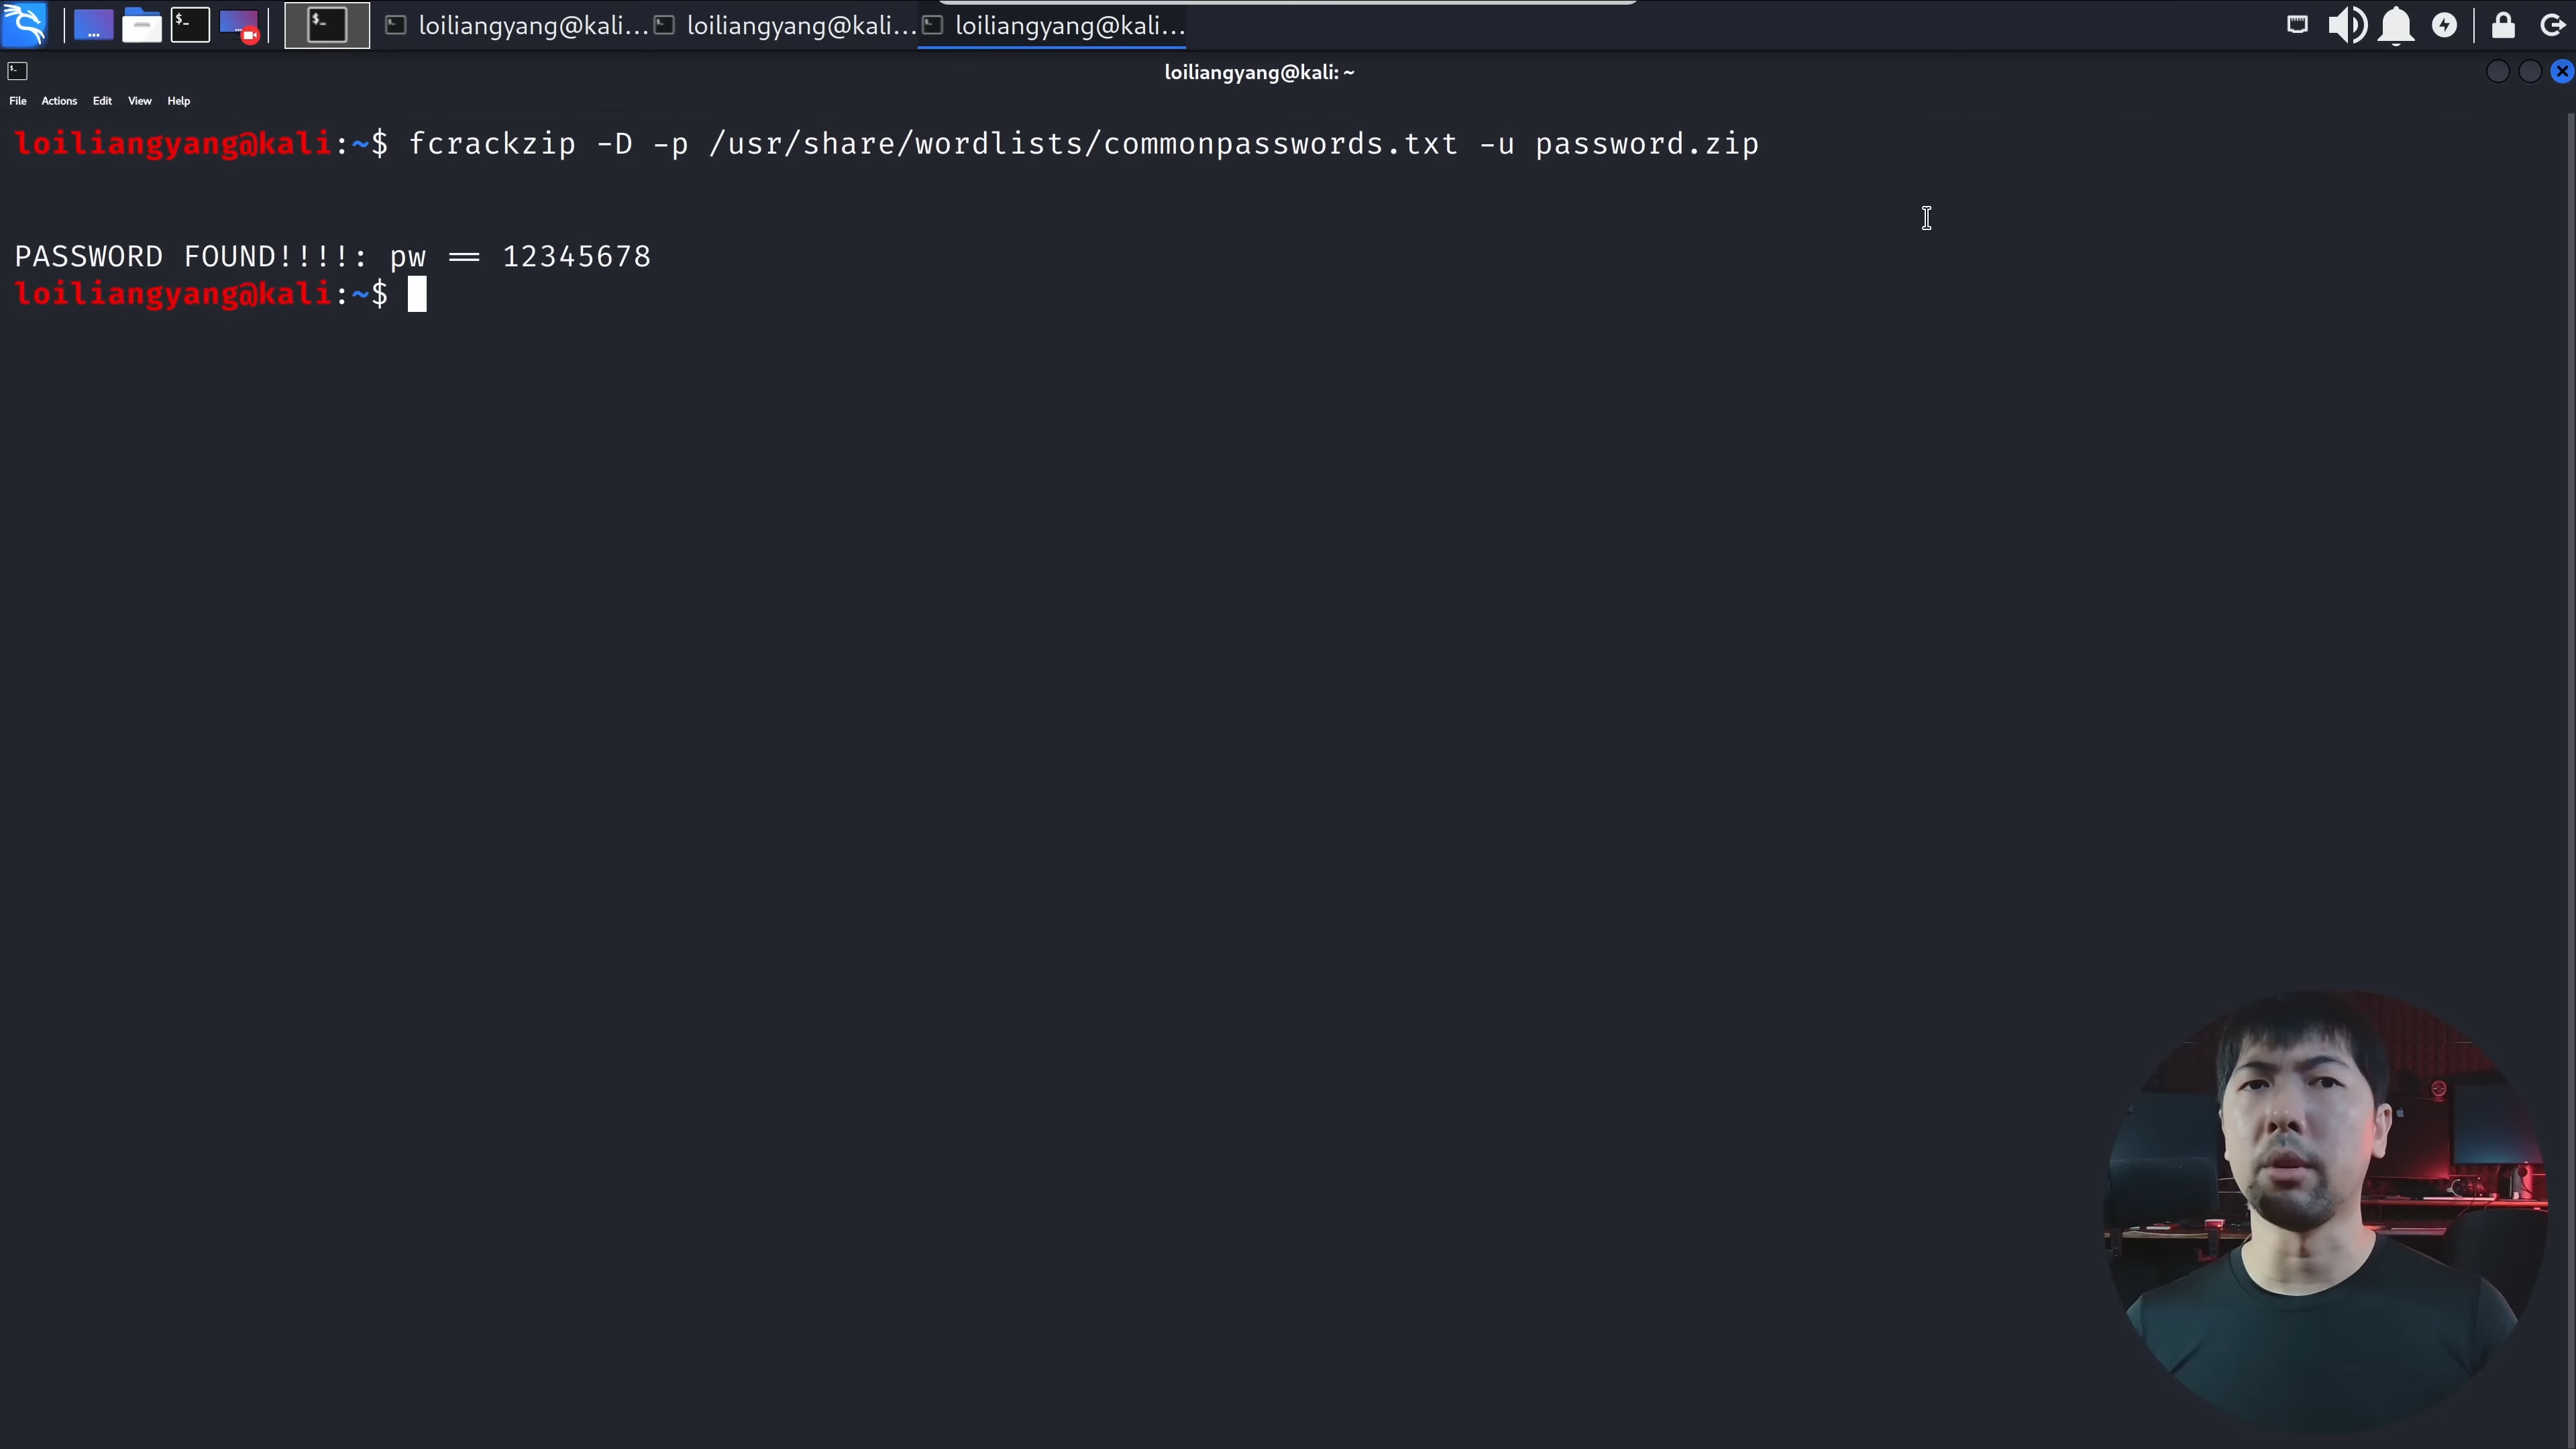 loiliangyang@kali... loiliangyang@kali... loiliangyang@kali...
loiliangyang@kali: ~
File Actions Edit View Help
loiliangyang@kali:~$ fcrackzip -D -p /usr/share/wordlists/commonpasswords.txt -u password.zip
PASSWORD FOUND!!!!: pw == 12345678
loiliangyang@kali:~$